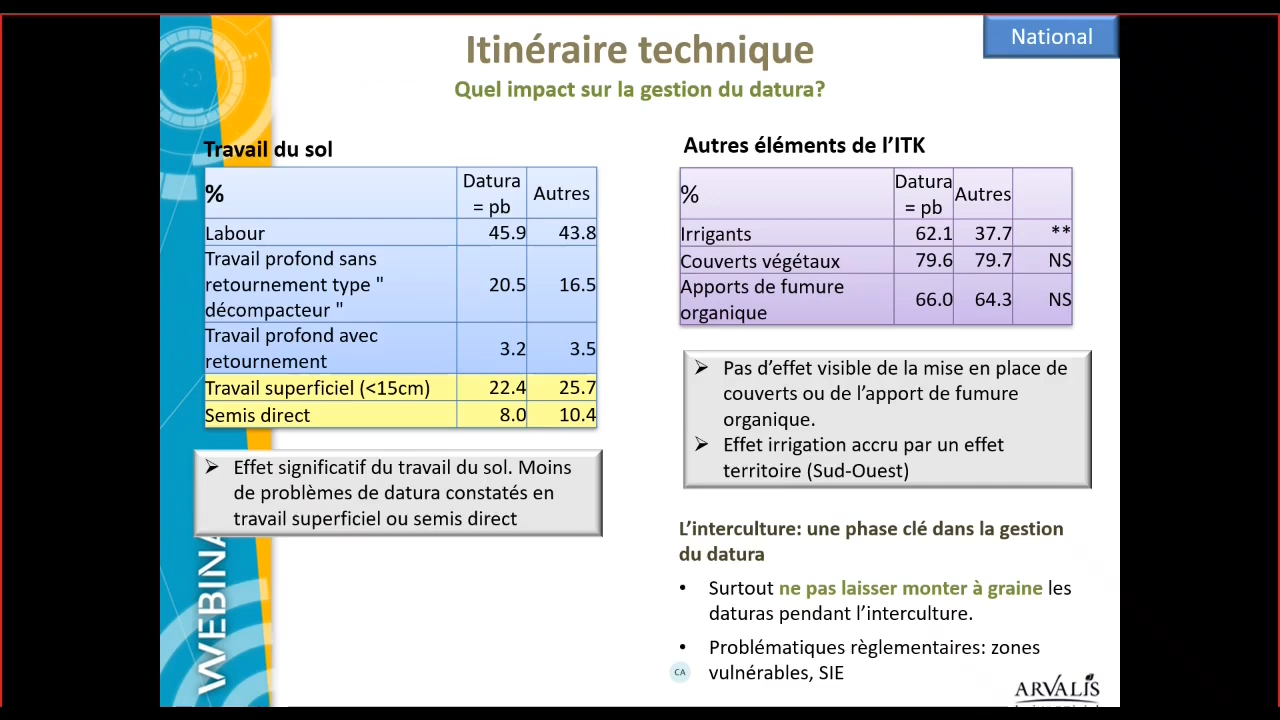 Itinéraire technique
National
Quel impact sur la gestion du datura?
Travail du sol
% Datura = pb Autres
Labour 45.9 43.8
Travail profond sans
retournement type " 20.5 16.5
décompacteur "
Travail profond avec
retournement 3.2 3.5
Travail superficiel (<15cm) 22.4 25.7
Semis direct 8.0 10.4
➢ Effet significatif du travail du sol. Moins
de problèmes de datura constatés en
travail superficiel ou semis direct
Autres éléments de l'ITK
% Datura = pb Autres
Irrigants 62.1 37.7 **
Couverts végétaux 79.6 79.7 NS
Apports de fumure
organique 66.0 64.3 NS
➢ Pas d'effet visible de la mise en place de
couverts ou de l'apport de fumure
organique.
➢ Effet irrigation accru par un effet
territoire (Sud-Ouest)
L'interculture: une phase clé dans la gestion
du datura
• Surtout ne pas laisser monter à graine les
daturas pendant l'interculture.
• Problématiques règlementaires: zones
vulnérables, SIE
CA
WEBINA
ARVALIS